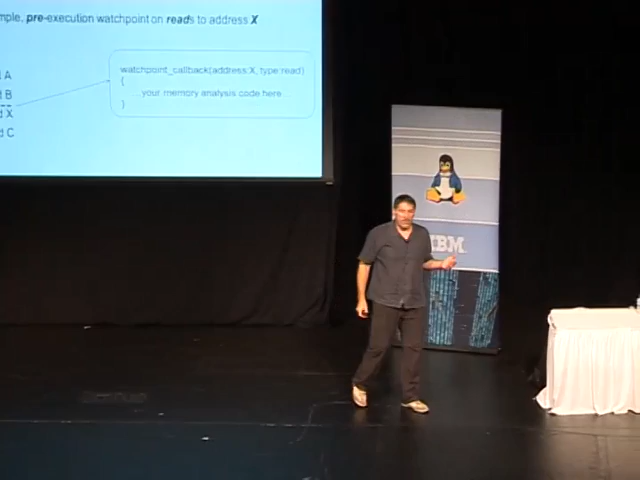 mple, pre-execution watchpoint on reads to address X
A
B
X
C
watchpoint_callback(address:X, type:read)
{
...your memory analysis code here...
}
IBM